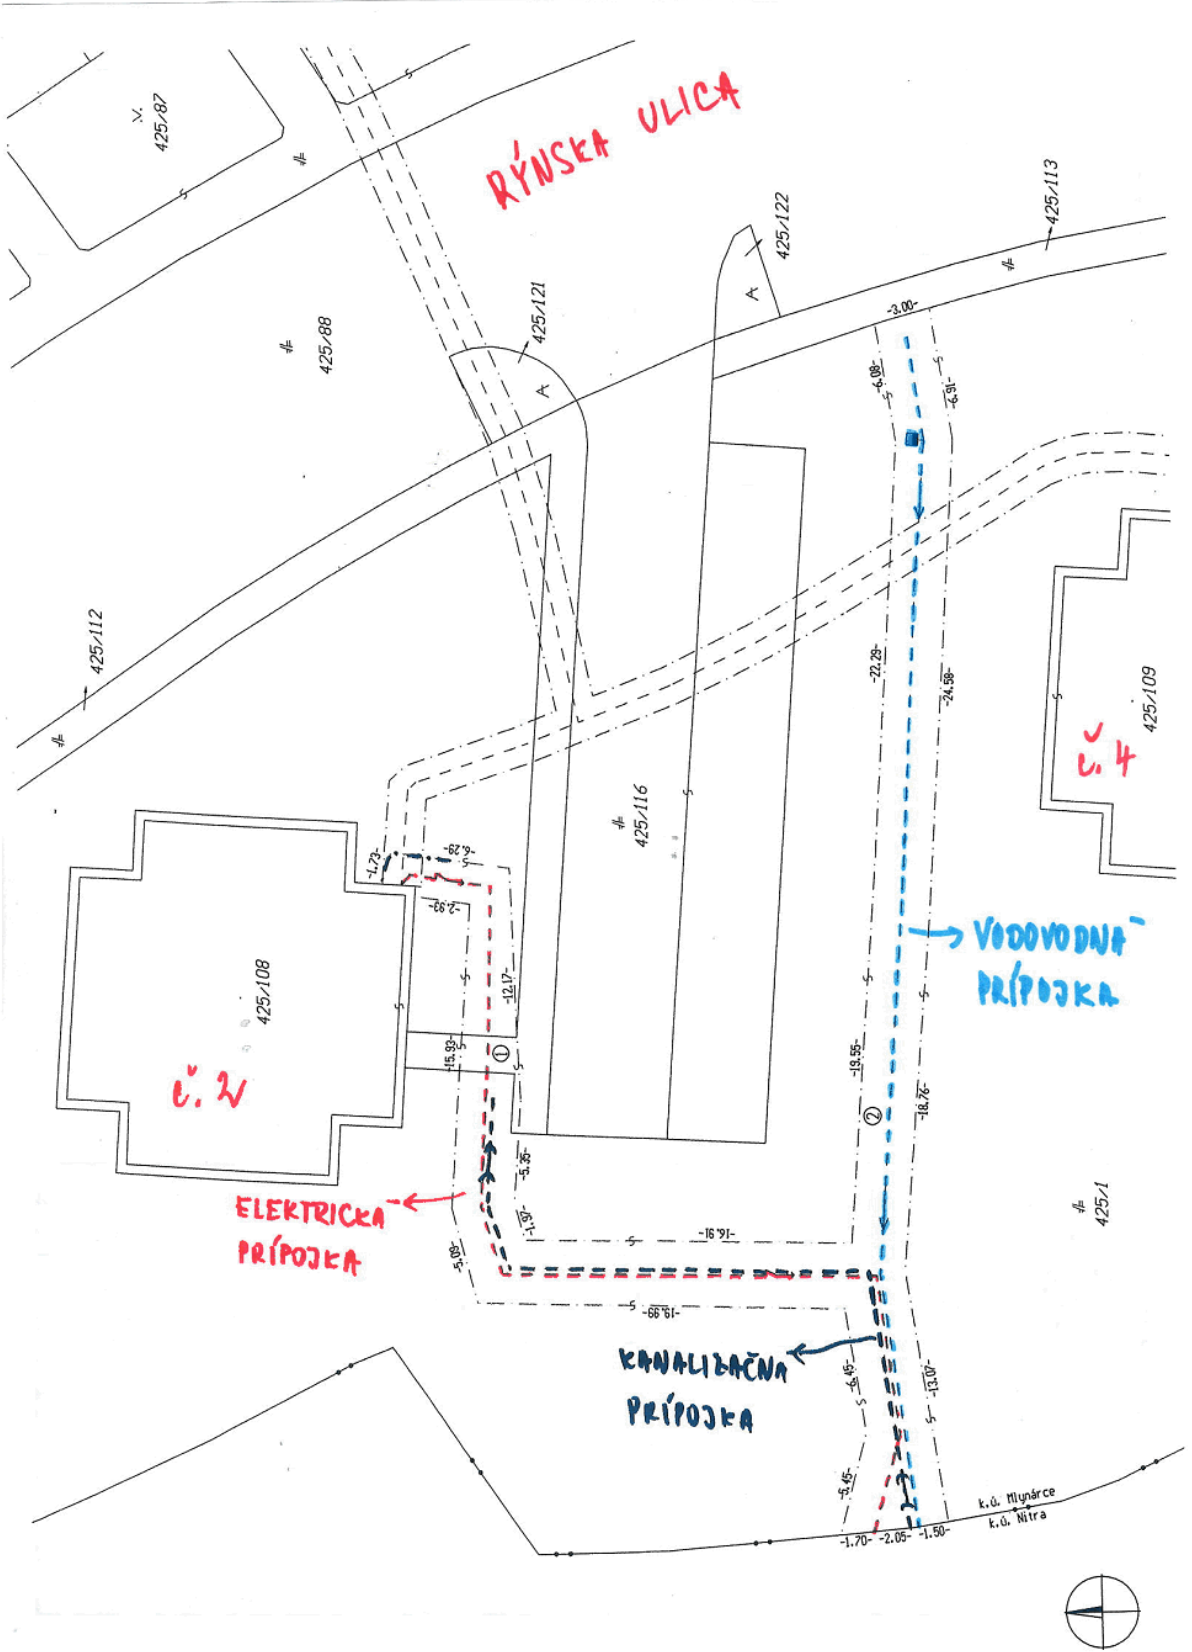 V.
425/87
RÝNSKA ULICA
425/88
425/121
A
425/122
A
425/113
-3.00-
-6.08-
-6.91-
425/112
-22.29-
-24.58-
425/109
č. 4
425/116
-1.73-
-6.29-
-2.93-
425/108
-12.17-
-15.93-
1
č. 2
VODOVODNÁ
PRÍPOJKA
-19.55-
2
-18.76-
-5.35-
-1.97-
ELEKTRICKÁ
PRÍPOJKA
-5.09-
-16.91-
425/1
-19.99-
KANALIZAČNÁ
PRÍPOJKA
-6.45-
-13.07-
-5.45-
k.ú. Mlynárce
k.ú. Nitra
-1.70- -2.05- -1.50-